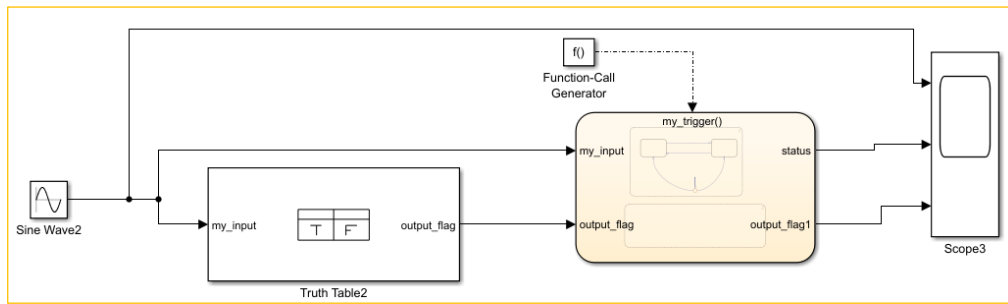 f()
Function-Call
Generator
my_trigger()
my_input
status
Sine Wave2
my_input
T F
output_flag
output_flag
output_flag1
Scope3
Truth Table2